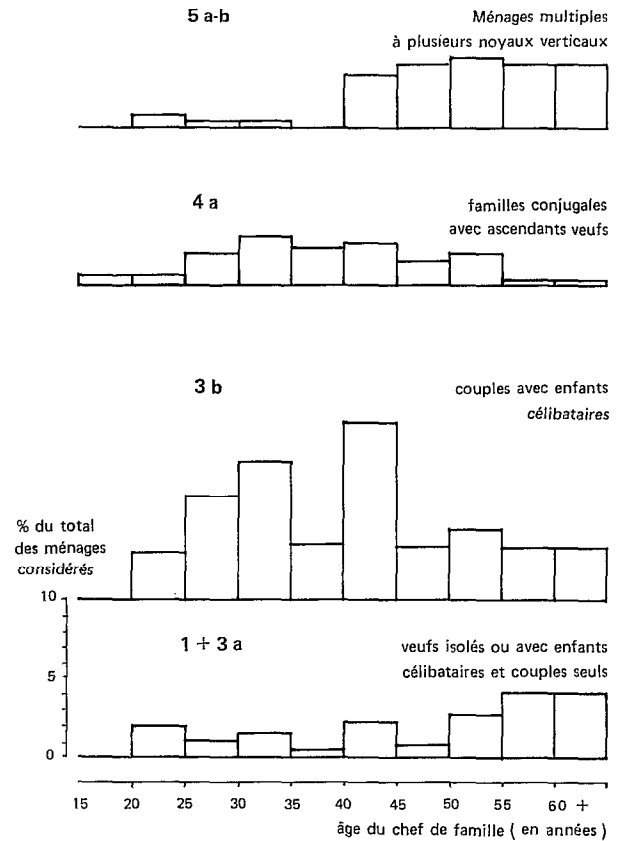 5 a-b
Ménages multiples
à plusieurs noyaux verticaux
4 a
familles conjugales
avec ascendants veufs
3 b
couples avec enfants
célibataires
% du total
des ménages
considérés
10
5
0
1 + 3 a
veufs isolés ou avec enfants
célibataires et couples seuls
15 20 25 30 35 40 45 50 55 60 +
âge du chef de famille ( en années )